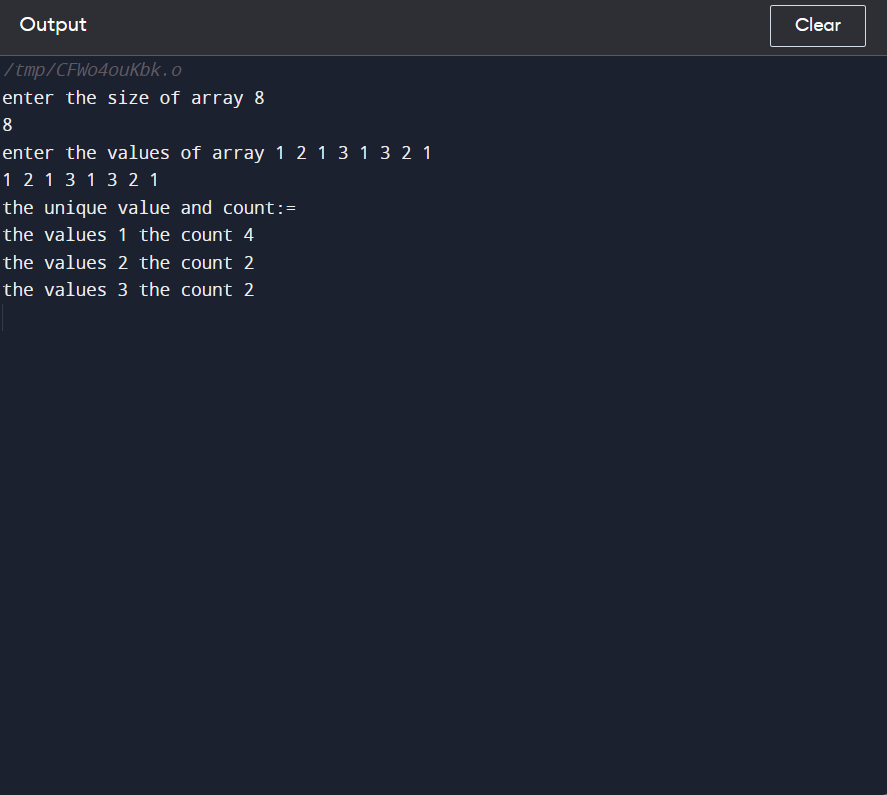 Output
Clear
/tmp/CFWo4ouKbk.o
enter the size of array 8
8
enter the values of array 1 2 1 3 1 3 2 1
1 2 1 3 1 3 2 1
the unique value and count:=
the values 1 the count 4
the values 2 the count 2
the values 3 the count 2